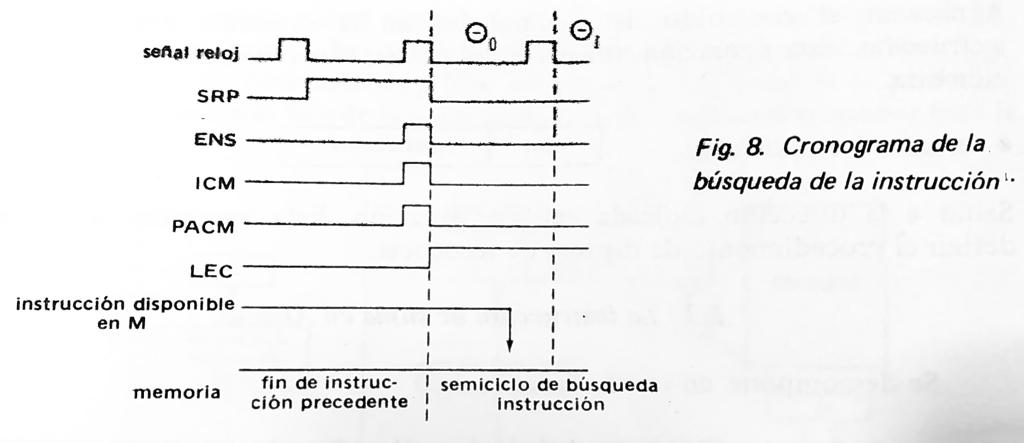 señal reloj
Θ₀
Θ₁
SRP
ENS
ICM
PACM
LEC
instrucción disponible
en M
memoria
fin de instruc-
ción precedente
semiciclo de búsqueda
instrucción
Fig. 8. Cronograma de la
búsqueda de la instrucción